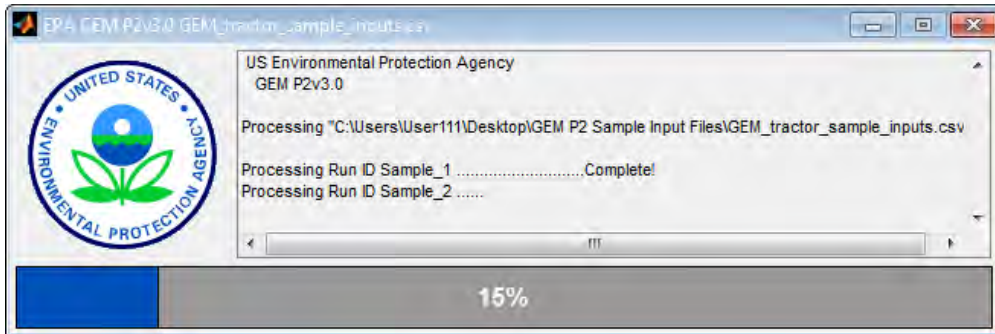 EPA GEM P2v3.0 GEM_tractor_sample_inputs.csv
UNITED STATES
ENVIRONMENTAL PROTECTION AGENCY
US Environmental Protection Agency
GEM P2v3.0
Processing "C:\Users\User111\Desktop\GEM P2 Sample Input Files\GEM_tractor_sample_inputs.csv
Processing Run ID Sample_1 ...........................Complete!
Processing Run ID Sample_2 ......
15%